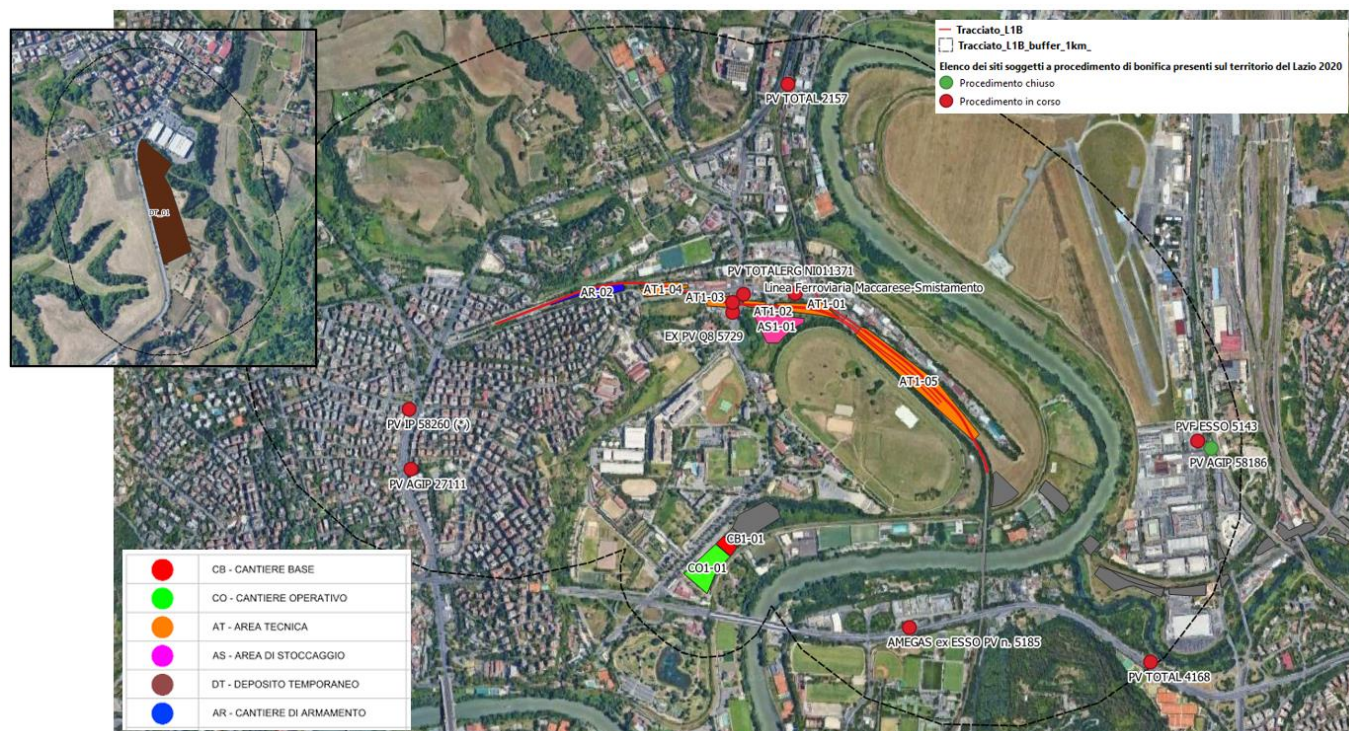 Tracciato_L1B
Tracciato_L1B_buffer_1km_
Elenco dei siti soggetti a procedimento di bonifica presenti sul territorio del Lazio 2020
Procedimento chiuso
Procedimento in corso
PV TOTAL 2157
DT_01
PV TOTALERG NI011371
Linea Ferroviaria Maccarese-Smistamento
AR-02
AT1-04
AT1-03
AT1-02
AT1-01
AS1-01
EX PV Q8 5729
AT1-05
PV IP 58260 (*)
PVF ESSO 5143
PV AGIP 58186
PV AGIP 27111
CB1-01
CO1-01
AMEGAS ex ESSO PV n. 5185
PV TOTAL 4168
CB - CANTIERE BASE
CO - CANTIERE OPERATIVO
AT - AREA TECNICA
AS - AREA DI STOCCAGGIO
DT - DEPOSITO TEMPORANEO
AR - CANTIERE DI ARMAMENTO